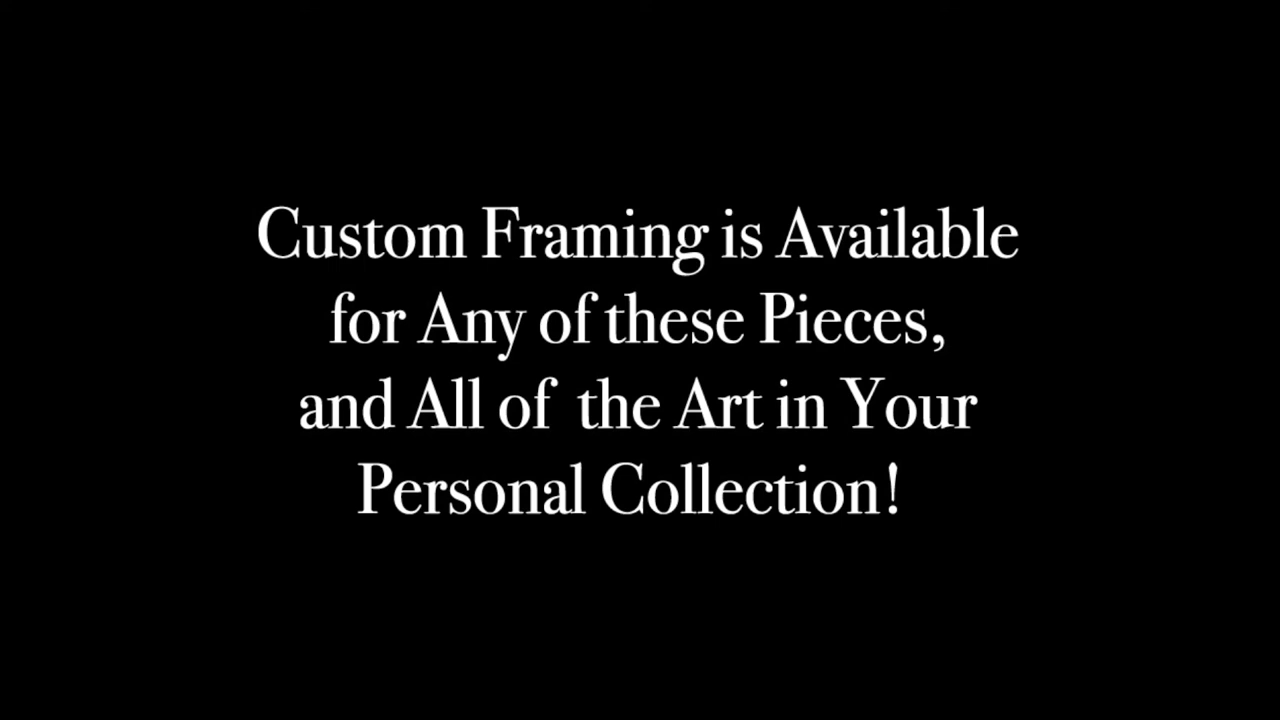 Custom Framing is Available
for Any of these Pieces,
and All of the Art in Your
Personal Collection!